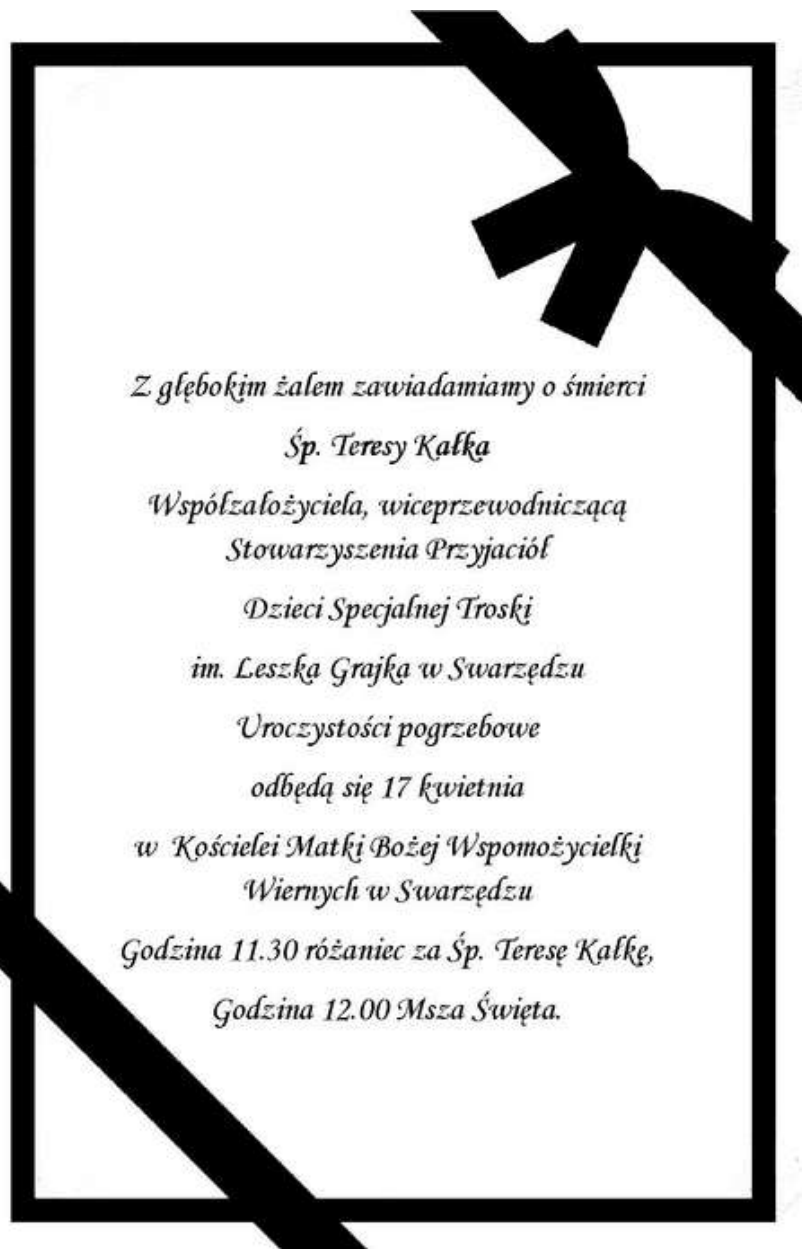 Z głębokim żalem zawiadamiamy o śmierci
Śp. Teresy Kałka
Współzałożyciela, wiceprzewodniczącą
Stowarzyszenia Przyjaciół
Dzieci Specjalnej Troski
im. Leszka Grajka w Swarzędzu
Uroczystości pogrzebowe
odbędą się 17 kwietnia
w Kościelei Matki Bożej Wspomożycielki
Wiernych w Swarzędzu
Godzina 11.30 różaniec za Śp. Teresę Kałkę,
Godzina 12.00 Msza Święta.